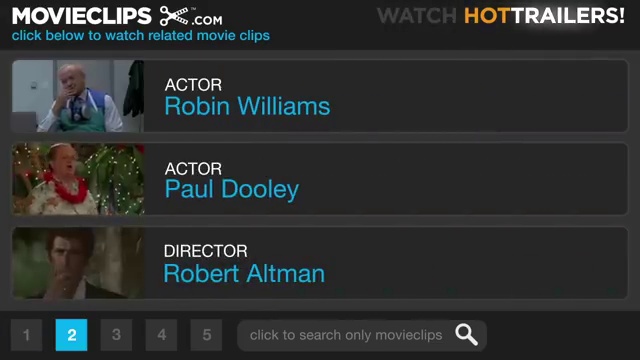 MOVIECLIPS .COM
click below to watch related movie clips
WATCH HOTTRAILERS!
ACTOR
Robin Williams
ACTOR
Paul Dooley
DIRECTOR
Robert Altman
1 2 3 4 5
click to search only movieclips